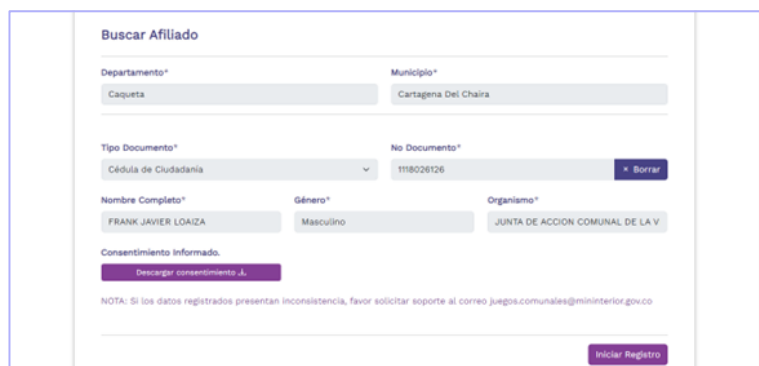 Buscar Afiliado
Departamento* Municipio*
Caqueta Cartagena Del Chaira
Tipo Documento* No Documento*
Cédula de Ciudadanía 1118026126 × Borrar
Nombre Completo* Género* Organismo*
FRANK JAVIER LOAIZA Masculino JUNTA DE ACCION COMUNAL DE LA V
Consentimiento Informado.
Descargar consentimiento
NOTA: Si los datos registrados presentan inconsistencia, favor solicitar soporte al correo juegos.comunales@mininterior.gov.co
Iniciar Registro